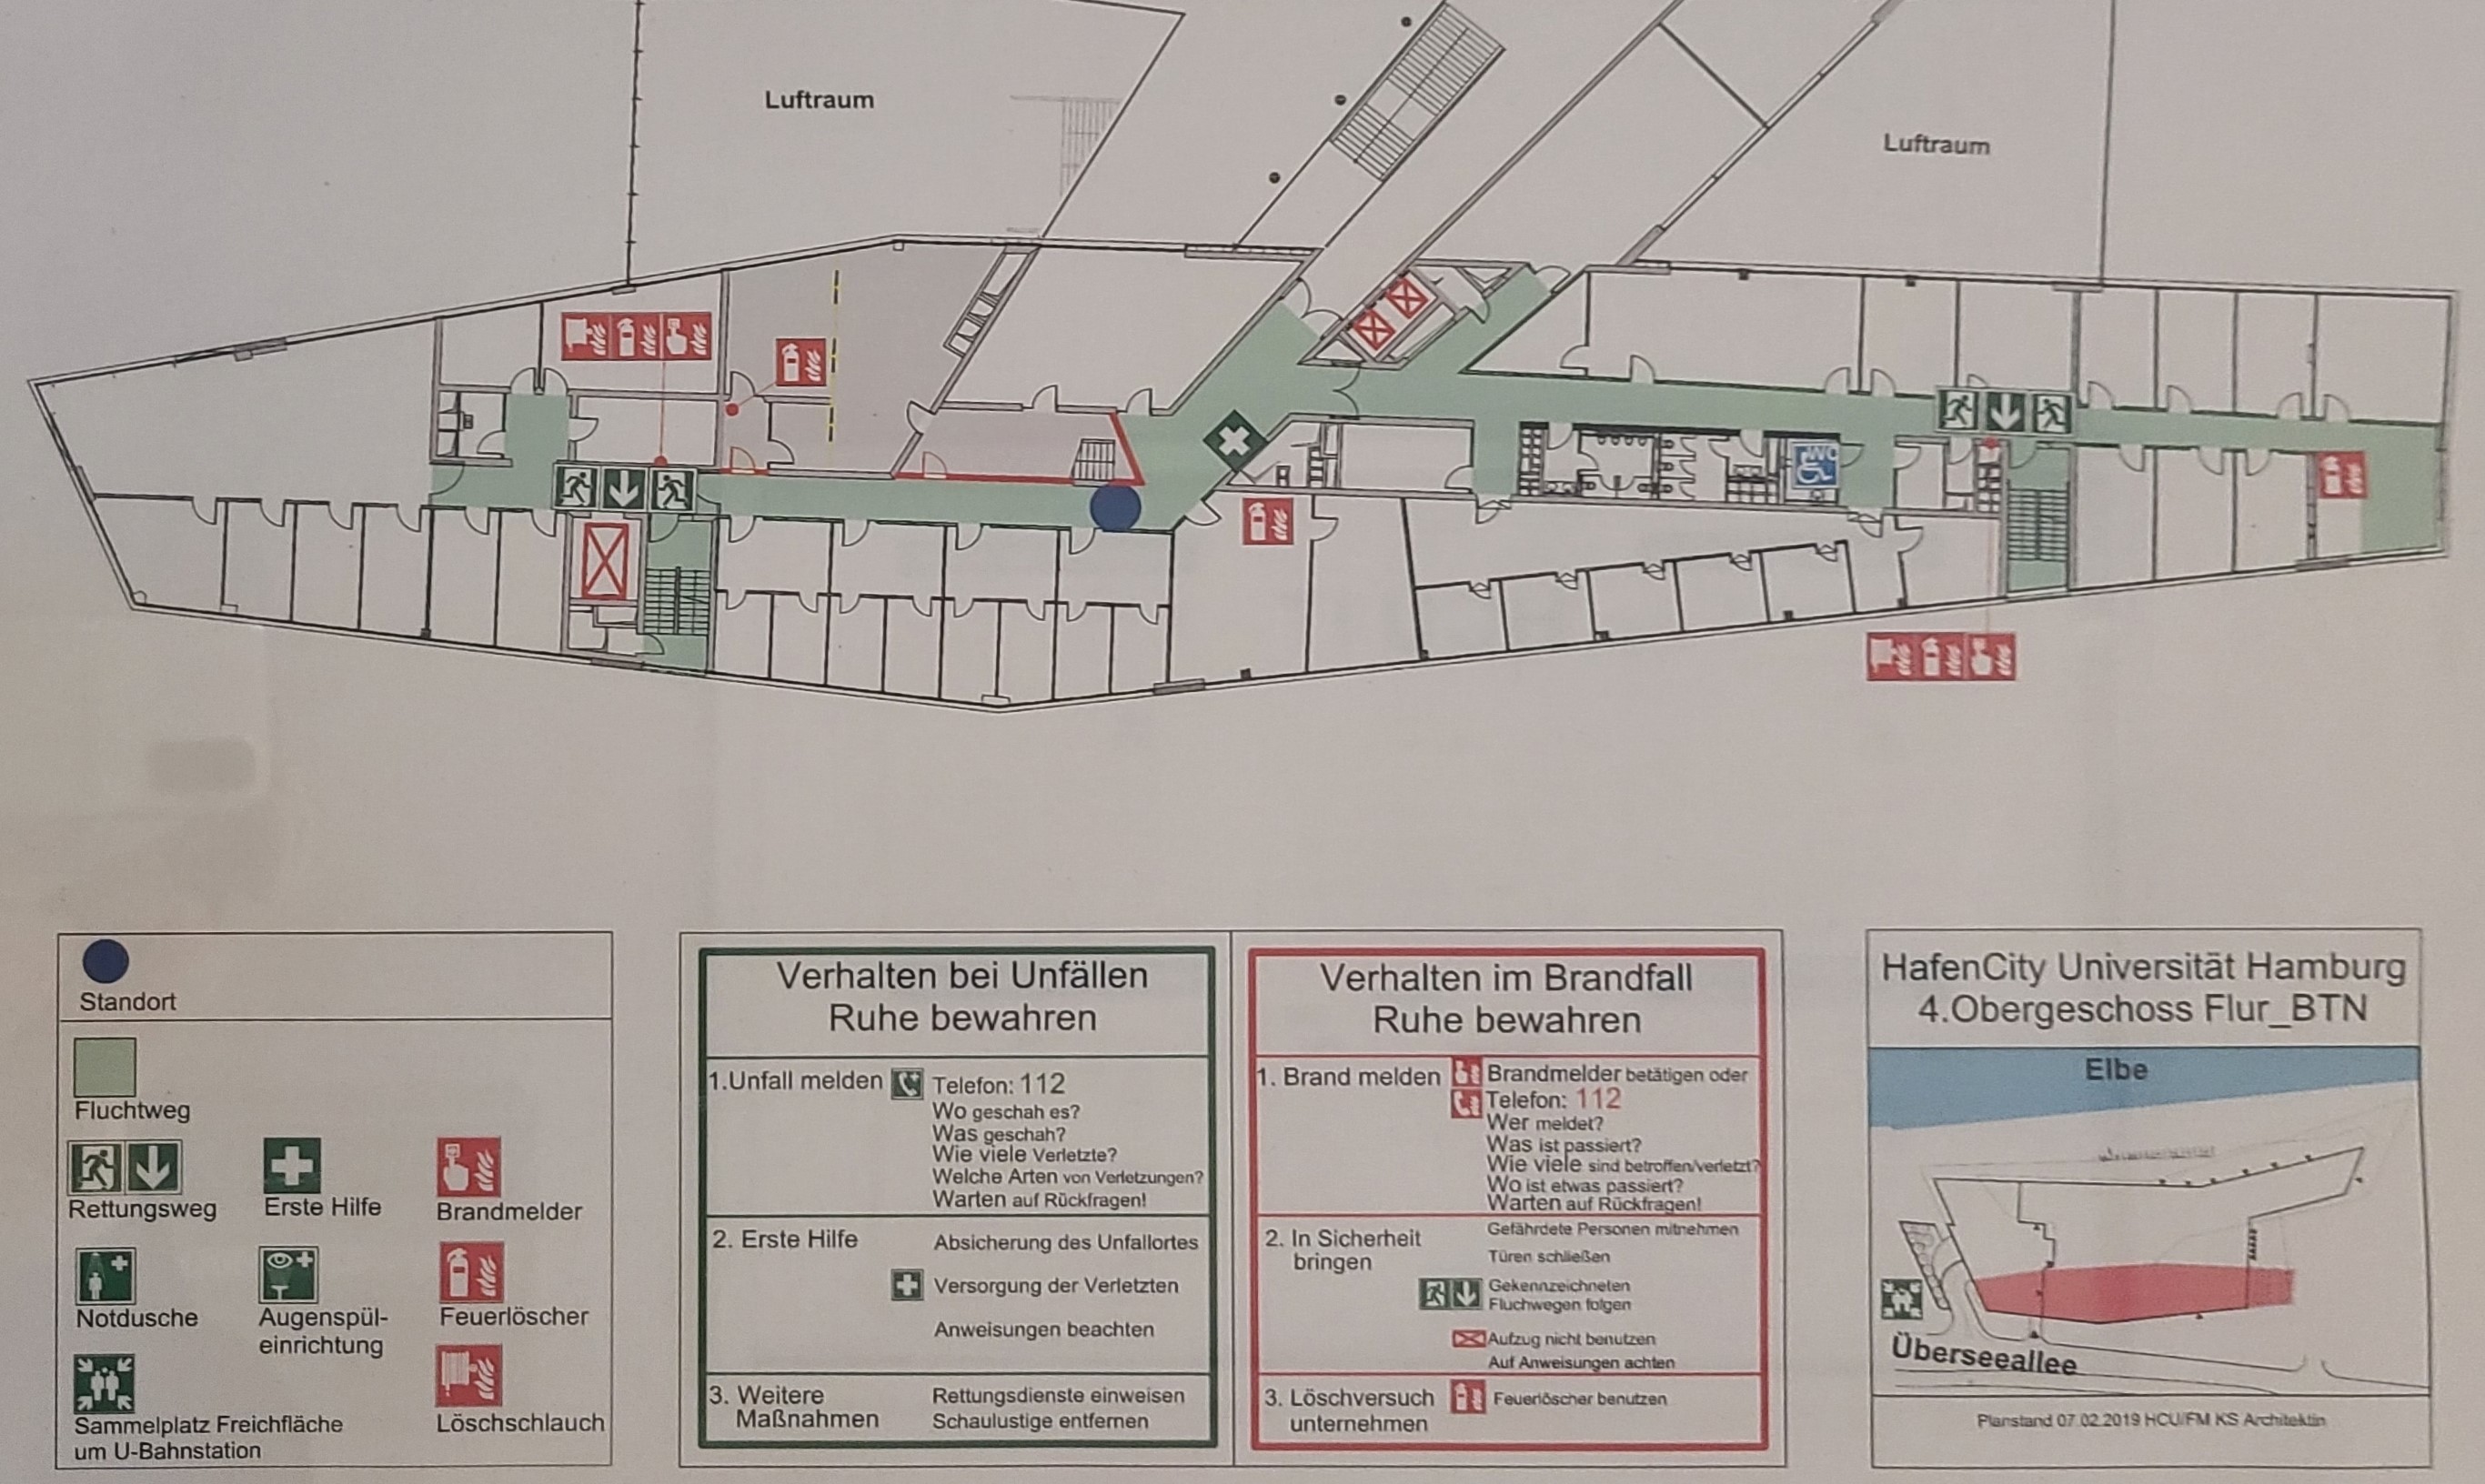 Luftraum
Luftraum
WC
Standort
Fluchtweg
Rettungsweg
Erste Hilfe
Brandmelder
Notdusche
Augenspül-
einrichtung
Feuerlöscher
Sammelplatz Freichfläche
um U-Bahnstation
Löschschlauch
Verhalten bei Unfällen
Ruhe bewahren
1.Unfall melden
Telefon: 112
Wo geschah es?
Was geschah?
Wie viele Verletzte?
Welche Arten von Verletzungen?
Warten auf Rückfragen!
2. Erste Hilfe
Absicherung des Unfallortes
Versorgung der Verletzten
Anweisungen beachten
3. Weitere
Maßnahmen
Rettungsdienste einweisen
Schaulustige entfernen
Verhalten im Brandfall
Ruhe bewahren
1. Brand melden
Brandmelder betätigen oder
Telefon: 112
Wer meldet?
Was ist passiert?
Wie viele sind betroffen/verletzt?
Wo ist etwas passiert?
Warten auf Rückfragen!
2. In Sicherheit
bringen
Gefährdete Personen mitnehmen
Türen schließen
Gekennzeichneten
Fluchwegen folgen
Aufzug nicht benutzen
Auf Anweisungen achten
3. Löschversuch
unternehmen
Feuerlöscher benutzen
HafenCity Universität Hamburg
4.Obergeschoss Flur_BTN
Elbe
Überseeallee
Planstand 07.02.2019 HCU/FM KS Architektin